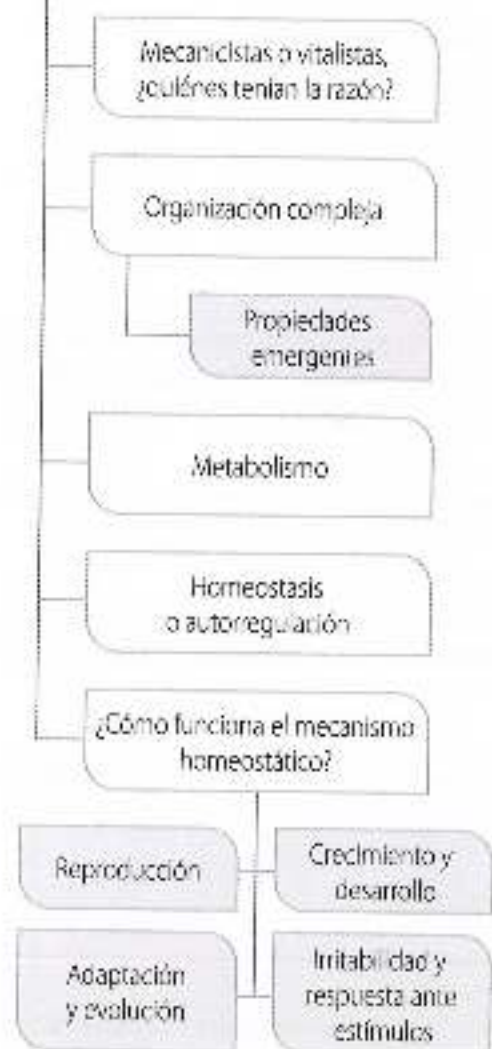 Mecanicistas o vitalistas,
¿quiénes tenían la razón?
Organización compleja
Propiedades
emergentes
Metabolismo
Homeostasis
o autorregulación
¿Cómo funciona el mecanismo
homeostático?
Reproducción
Crecimiento y
desarrollo
Adaptación
y evolución
Irritabilidad y
respuesta ante
estímulos